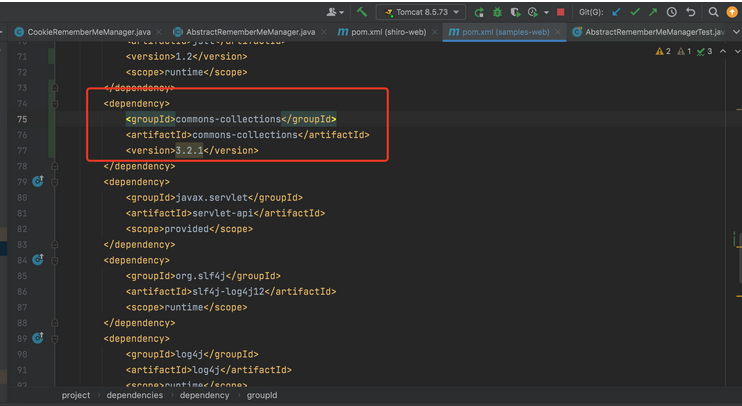 Tomcat 8.5.73
Git(G):
CookieRememberMeManager.java
AbstractRememberMeManager.java
pom.xml (shiro-web)
pom.xml (samples-web)
AbstractRememberMeManagerTest.jav
2 1 3
71 <version>1.2</version>
72 <scope>runtime</scope>
73 </dependency>
74 <dependency>
75 <groupId>commons-collections</groupId>
76 <artifactId>commons-collections</artifactId>
77 <version>3.2.1</version>
78 </dependency>
79 <dependency>
80 <groupId>javax.servlet</groupId>
81 <artifactId>servlet-api</artifactId>
82 <scope>provided</scope>
83 </dependency>
84 <dependency>
85 <groupId>org.slf4j</groupId>
86 <artifactId>slf4j-log4j12</artifactId>
87 <scope>runtime</scope>
88 </dependency>
89 <dependency>
90 <groupId>log4j</groupId>
91 <artifactId>log4j</artifactId>
92 <scope>runtime</scope>
project › dependencies › dependency › groupId